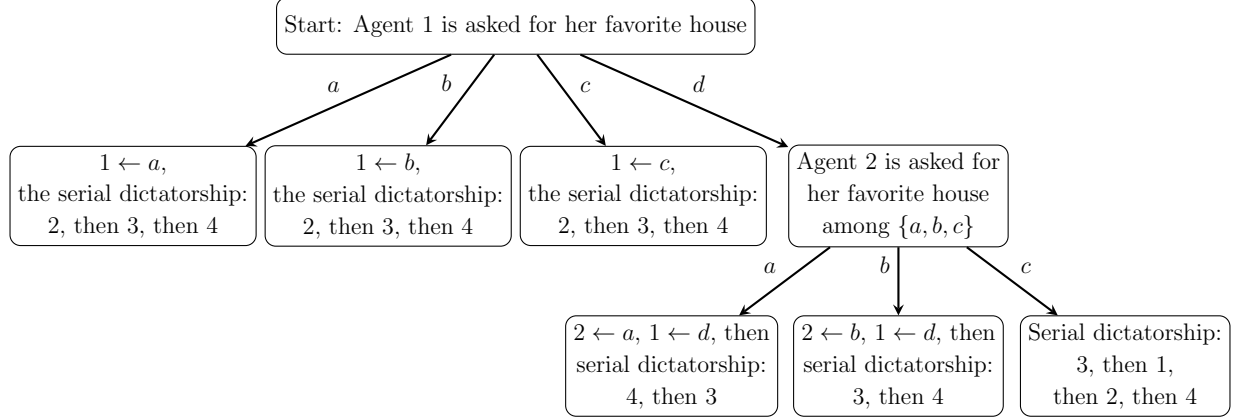 Start: Agent 1 is asked for her favorite house
a
b
c
d
1 ← a,
the serial dictatorship:
2, then 3, then 4
1 ← b,
the serial dictatorship:
2, then 3, then 4
1 ← c,
the serial dictatorship:
2, then 3, then 4
Agent 2 is asked for
her favorite house
among {a, b, c}
a
b
c
2 ← a, 1 ← d, then
serial dictatorship:
4, then 3
2 ← b, 1 ← d, then
serial dictatorship:
3, then 4
Serial dictatorship:
3, then 1,
then 2, then 4